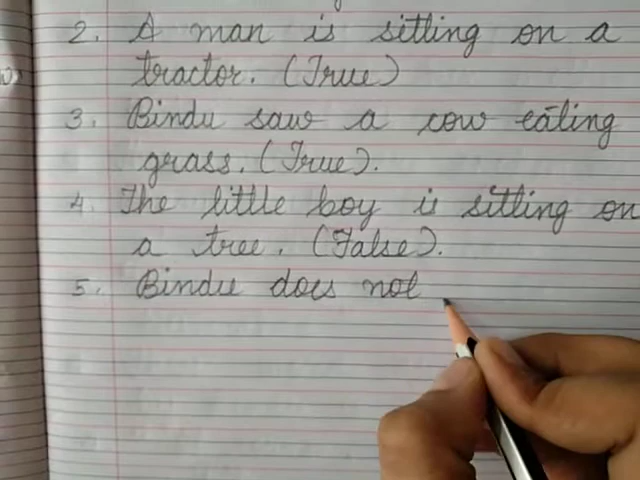 2. A man is sitting on a
tractor. (True)
3. Bindu saw a cow eating
grass. (True).
4. The little boy is sitting on
a tree. (False).
5. Bindu does not